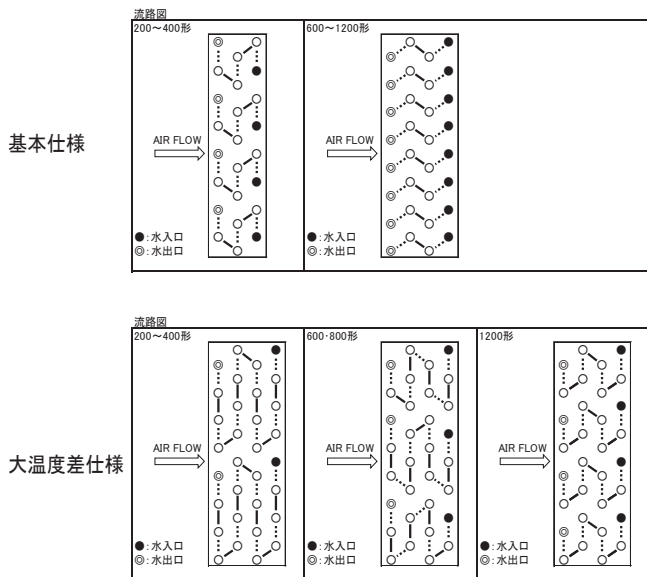 流路図
200～400形
600～1200形
基本仕様
AIR FLOW
AIR FLOW
●:水入口
◎:水出口
●:水入口
◎:水出口
流路図
200～400形
600･800形
1200形
大温度差仕様
AIR FLOW
AIR FLOW
AIR FLOW
●:水入口
◎:水出口
●:水入口
◎:水出口
●:水入口
◎:水出口